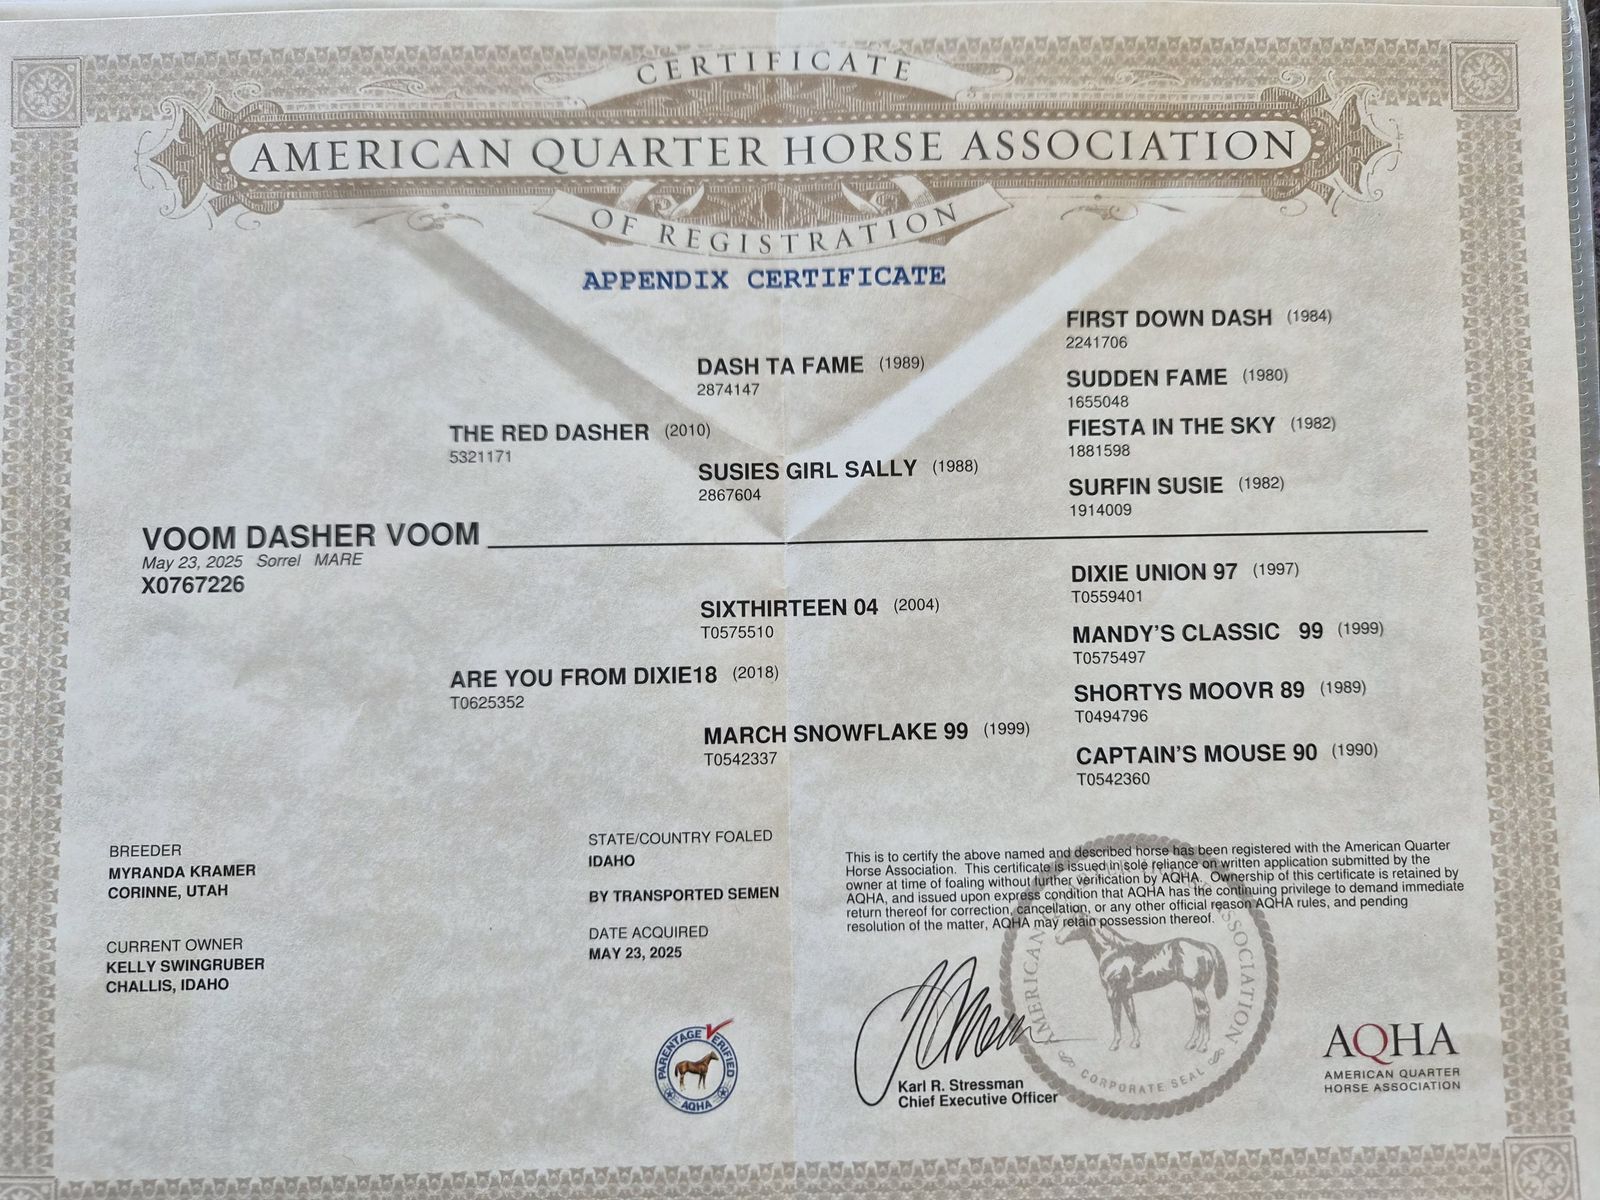 CERTIFICATE
AMERICAN QUARTER HORSE ASSOCIATION
OF REGISTRATION
APPENDIX CERTIFICATE
FIRST DOWN DASH (1984)
2241706
DASH TA FAME (1989)
2874147
SUDDEN FAME (1980)
1655048
THE RED DASHER (2010)
5321171
FIESTA IN THE SKY (1982)
1881598
SUSIES GIRL SALLY (1988)
2867604
SURFIN SUSIE (1982)
1914009
VOOM DASHER VOOM
May 23, 2025 Sorrel MARE
X0767226
DIXIE UNION 97 (1997)
T0559401
SIXTHIRTEEN 04 (2004)
T0575510
MANDY'S CLASSIC 99 (1999)
T0575497
ARE YOU FROM DIXIE18 (2018)
T0625352
SHORTYS MOOVR 89 (1989)
T0494796
MARCH SNOWFLAKE 99 (1999)
T0542337
CAPTAIN'S MOUSE 90 (1990)
T0542360
BREEDER
MYRANDA KRAMER
CORINNE, UTAH
CURRENT OWNER
KELLY SWINGRUBER
CHALLIS, IDAHO
STATE/COUNTRY FOALED
IDAHO
BY TRANSPORTED SEMEN
DATE ACQUIRED
MAY 23, 2025
This is to certify the above named and described horse has been registered with the American Quarter
Horse Association. This certificate is issued in sole reliance on written application submitted by the
owner at time of foaling without further verification by AQHA. Ownership of this certificate is retained by
AQHA, and issued upon express condition that AQHA has the continuing privilege to demand immediate
return thereof for correction, cancellation, or any other official reason AQHA rules, and pending
resolution of the matter, AQHA may retain possession thereof.
PARENTAGE VERIFIED
AQHA
Karl R. Stressman
Chief Executive Officer
AMERICAN QUARTER HORSE ASSOCIATION
CORPORATE SEAL
AQHA
AMERICAN QUARTER
HORSE ASSOCIATION